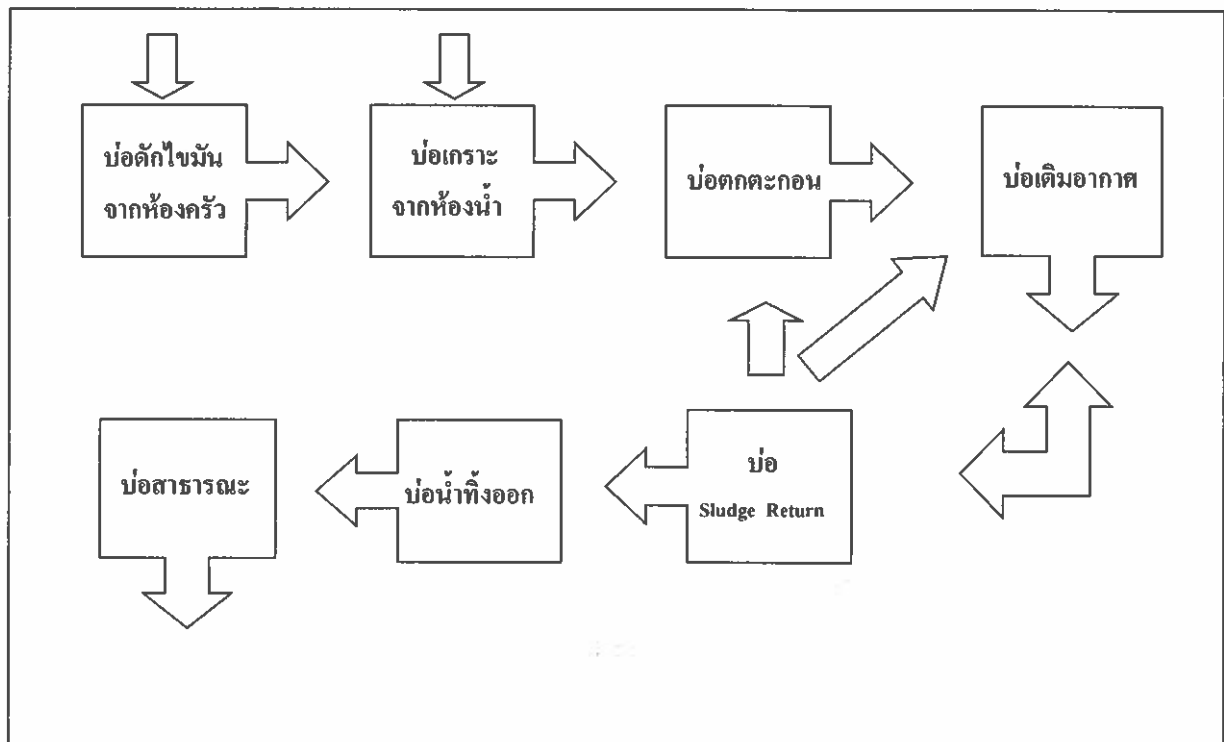 บ่อดักไขมัน
จากห้องครัว
บ่อเกราะ
จากห้องน้ำ
บ่อตกตะกอน
บ่อเติมอากาศ
บ่อสาธารณะ
บ่อน้ำทิ้งออก
บ่อ
Sludge Return